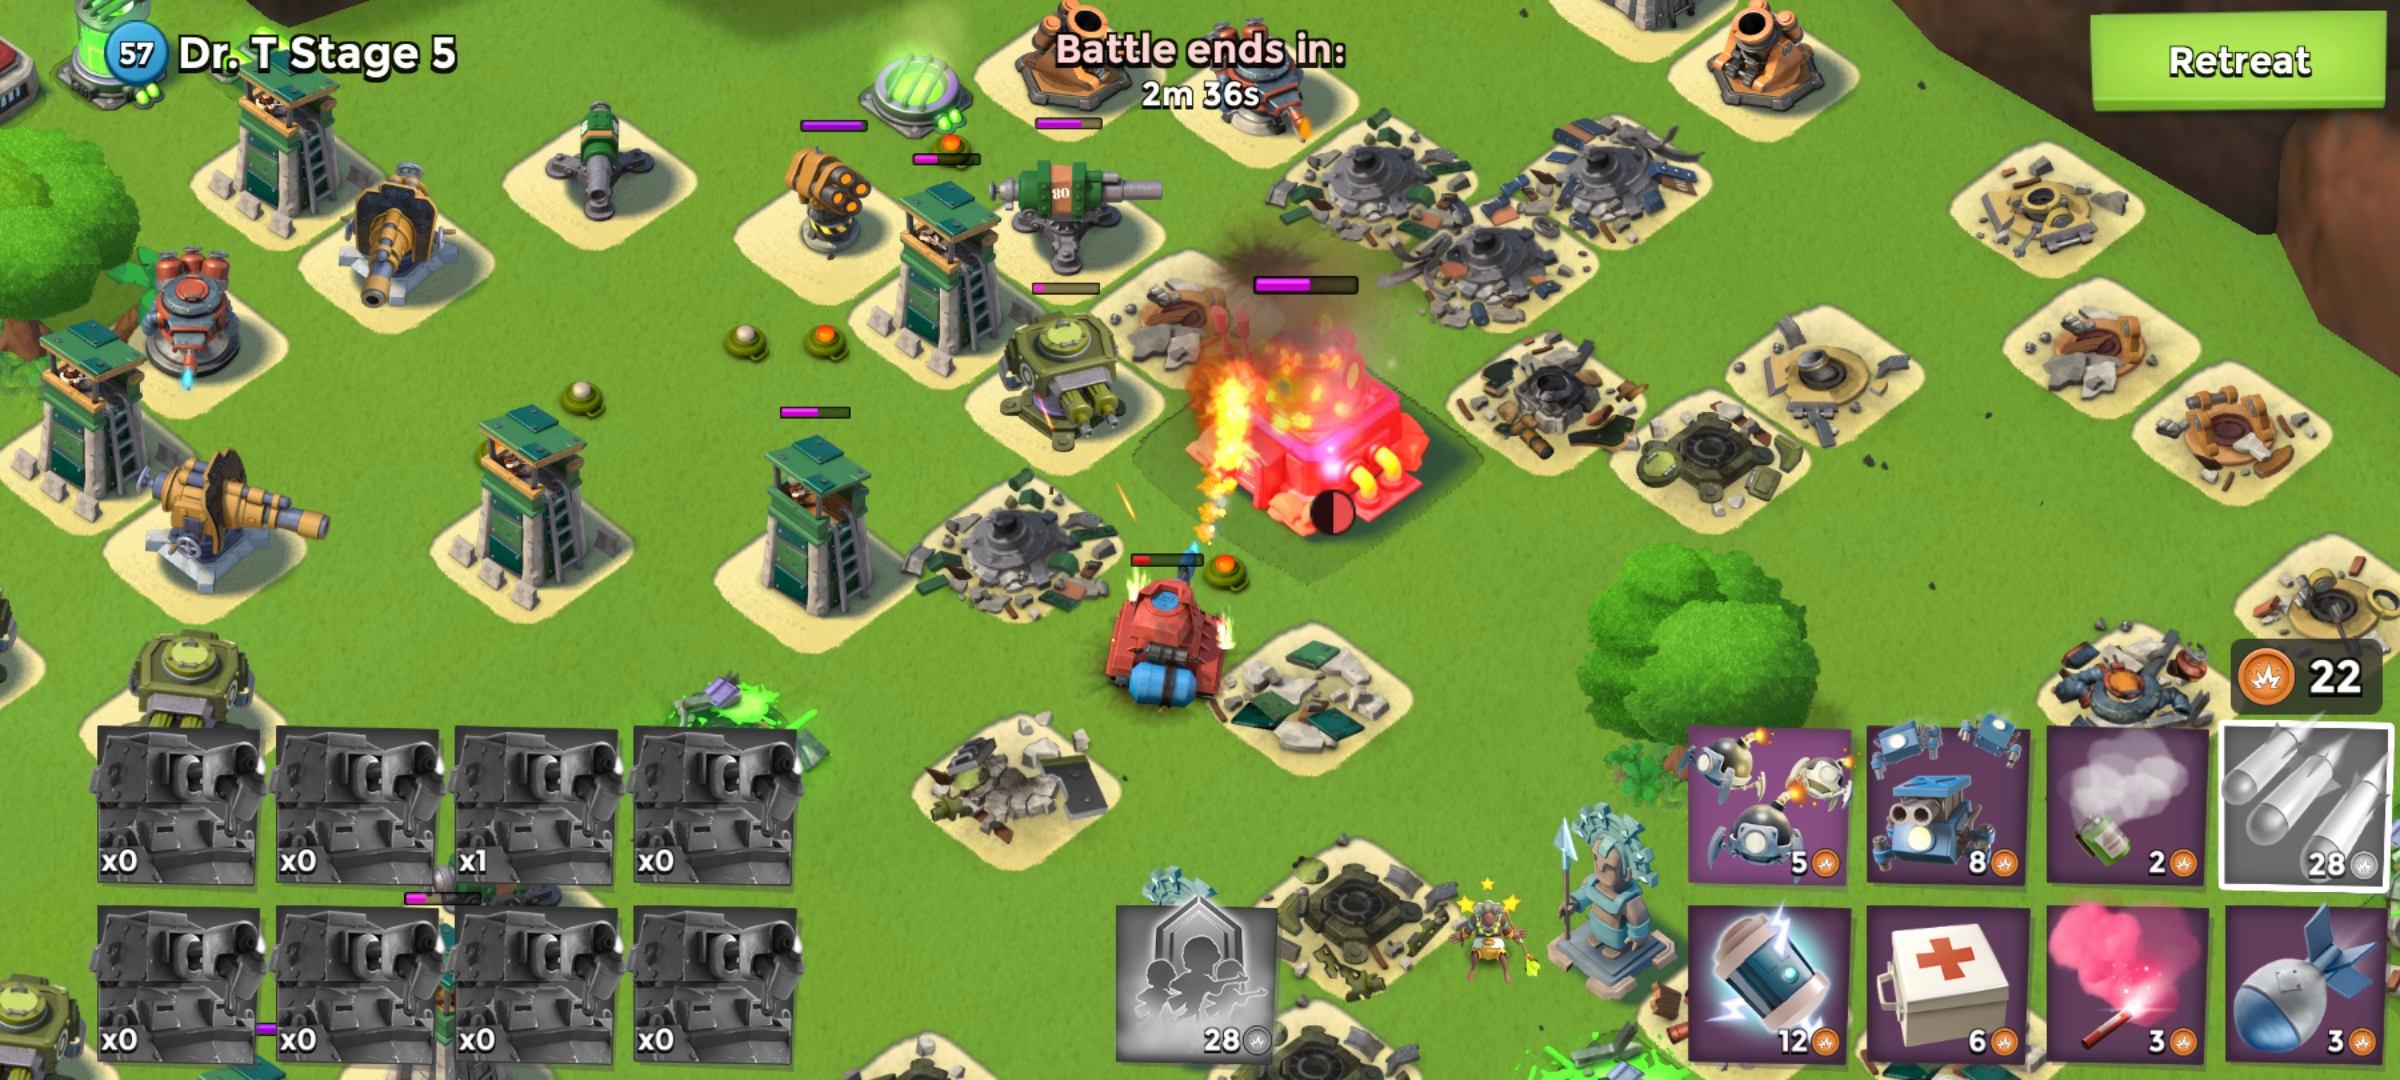 57 Dr. T Stage 5
Battle ends in:
2m 36s
Retreat
80
22
x0
x0
x1
x0
5
8
2
28
x0
x0
x0
x0
28
12
6
3
3